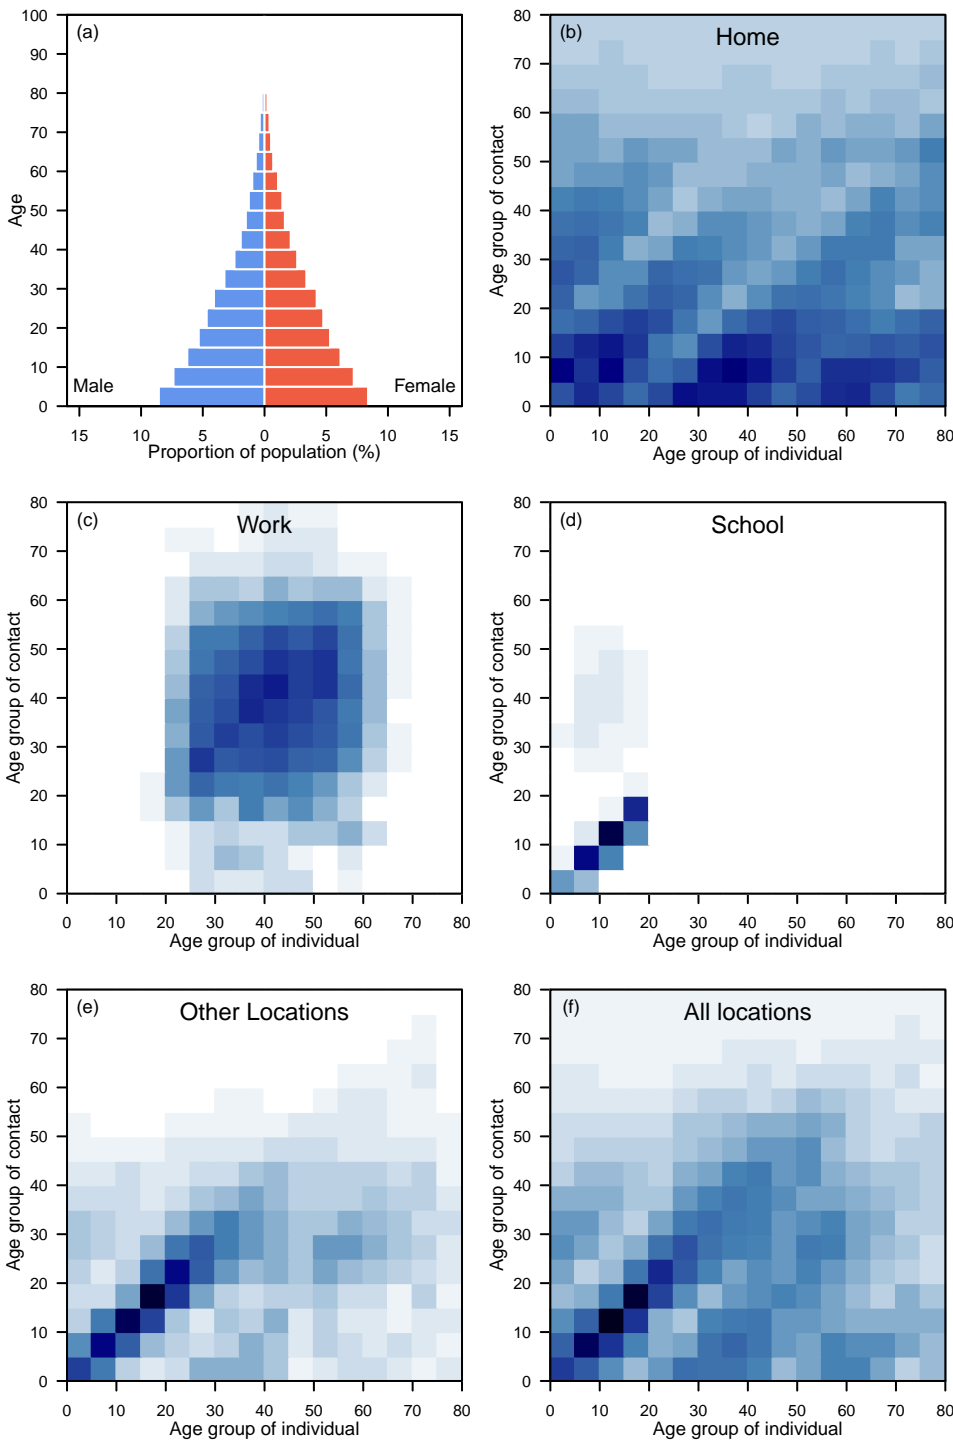 (a)
100
90
80
70
60
50
40
30
20
10
0
Age
Male
Female
15 10 5 0 5 10 15
Proportion of population (%)
(b)
Home
80
70
60
50
40
30
20
10
0
Age group of contact
0 10 20 30 40 50 60 70 80
Age group of individual
(c)
Work
80
70
60
50
40
30
20
10
0
Age group of contact
0 10 20 30 40 50 60 70 80
Age group of individual
(d)
School
80
70
60
50
40
30
20
10
0
Age group of contact
0 10 20 30 40 50 60 70 80
Age group of individual
(e)
Other Locations
80
70
60
50
40
30
20
10
0
Age group of contact
0 10 20 30 40 50 60 70 80
Age group of individual
(f)
All locations
80
70
60
50
40
30
20
10
0
Age group of contact
0 10 20 30 40 50 60 70 80
Age group of individual